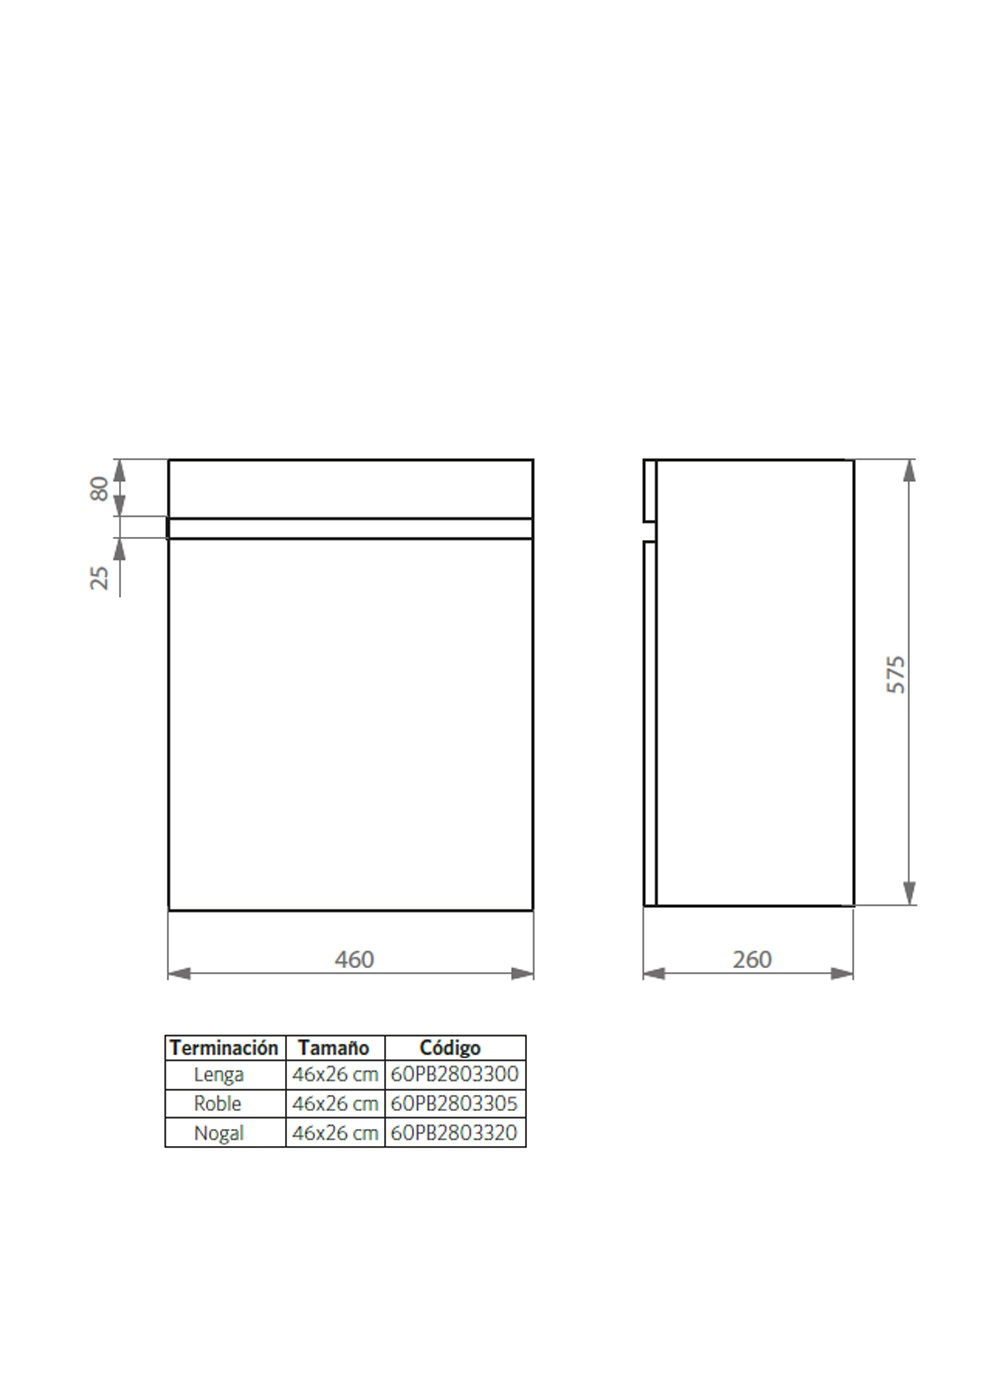 80
25
575
460
260
Terminación Tamaño Código
Lenga 46x26 cm 60PB2803300
Roble 46x26 cm 60PB2803305
Nogal 46x26 cm 60PB2803320